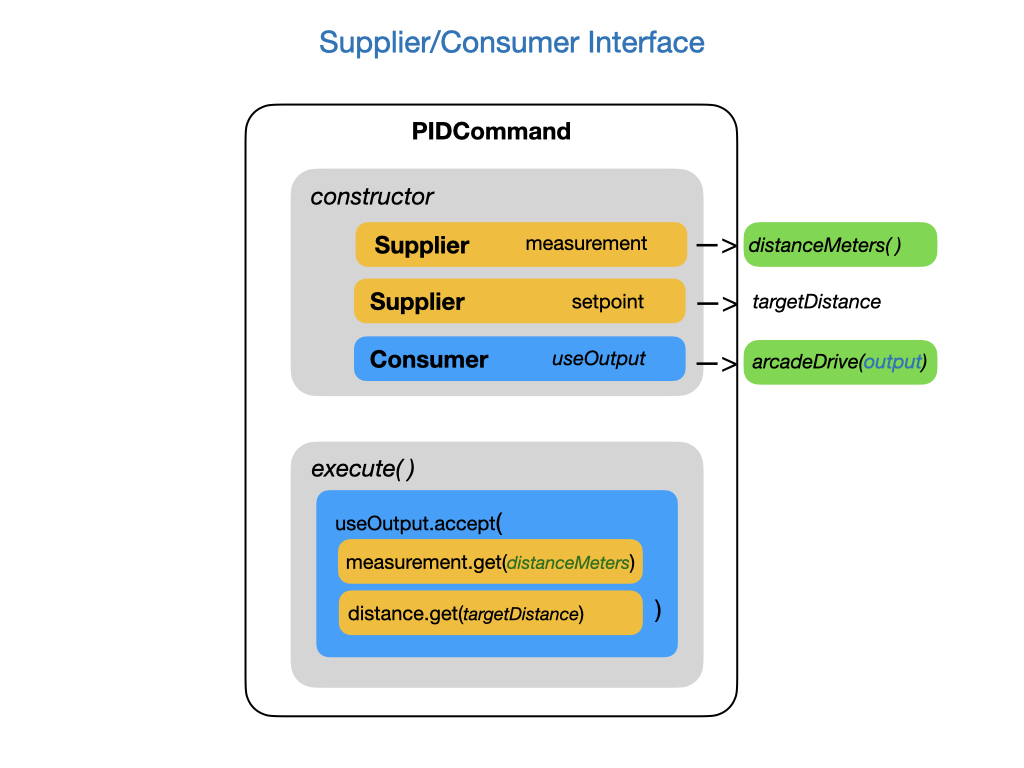 Supplier/Consumer Interface
PIDCommand
constructor
Supplier measurement –> distanceMeters( )
Supplier setpoint –> targetDistance
Consumer useOutput –> arcadeDrive(output)
execute( )
useOutput.accept(
measurement.get(distanceMeters)
distance.get(targetDistance) )